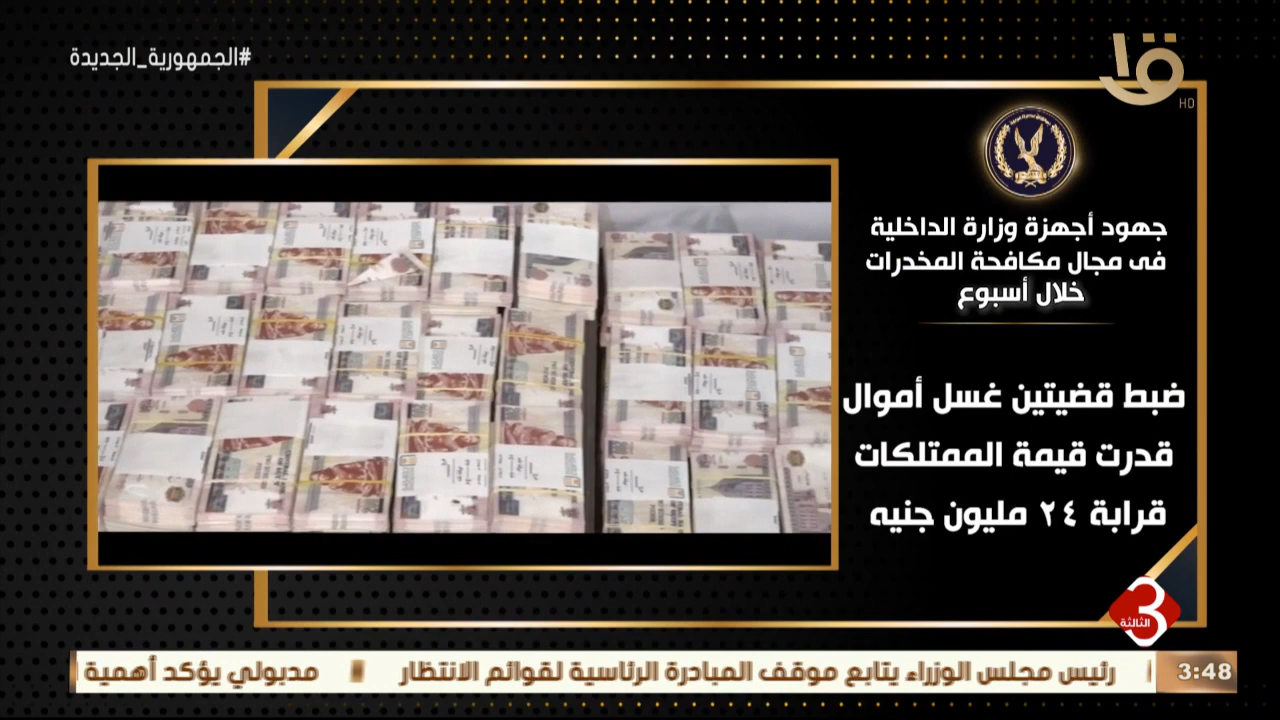 #الجمهورية_الجديدة
HD
جهود أجهزة وزارة الداخلية
فى مجال مكافحة المخدرات
خلال أسبوع
ضبط قضيتين غسل أموال
قدرت قيمة الممتلكات
قرابة ٢٤ مليون جنيه
3
الثالثة
3:48
رئيس مجلس الوزراء يتابع موقف المبادرة الرئاسية لقوائم الانتظار
مدبولي يؤكد أهمية